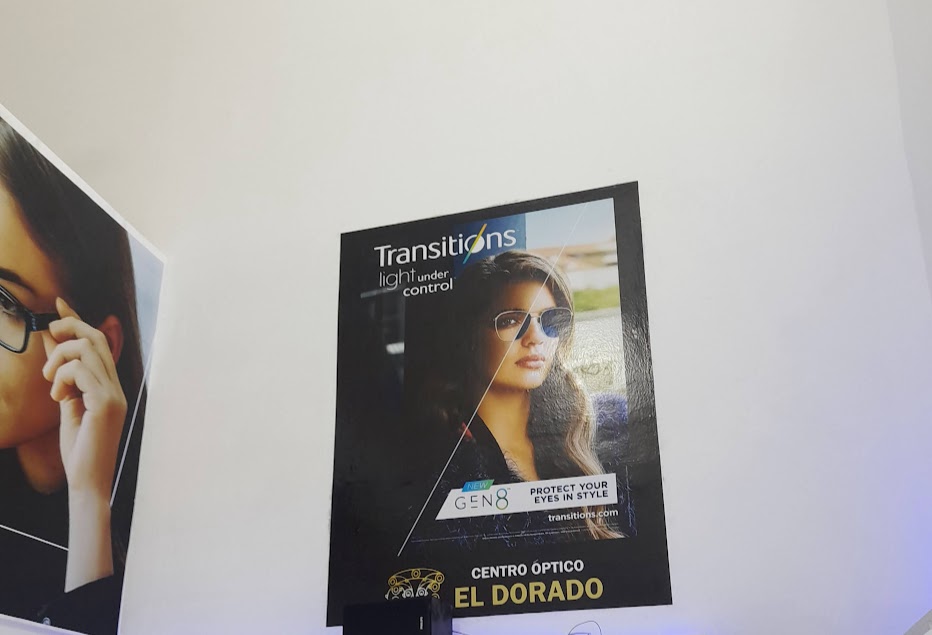 Transitions
light under
control
NEW
GEN8
PROTECT YOUR
EYES IN STYLE
transitions.com
CENTRO ÓPTICO
EL DORADO